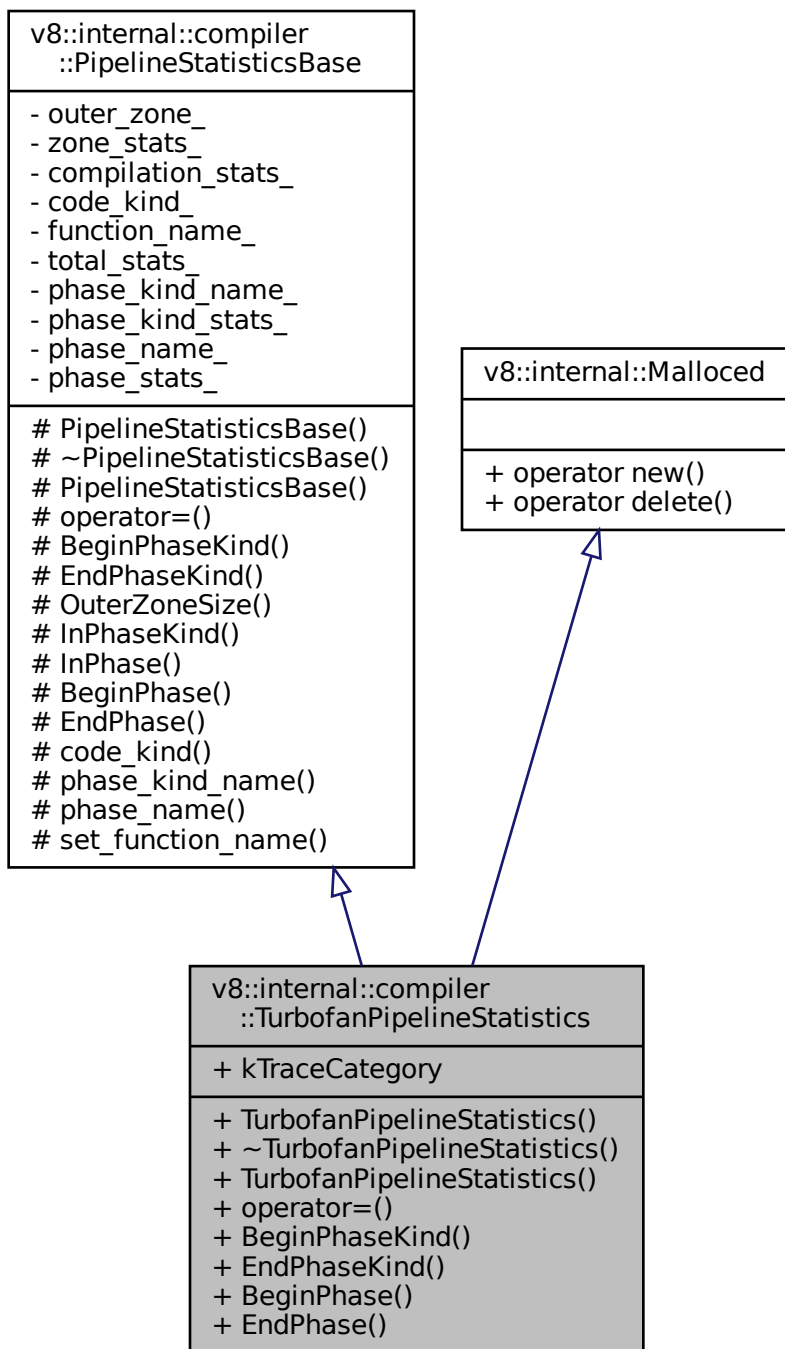 v8::internal::compiler
::PipelineStatisticsBase
- outer_zone_
- zone_stats_
- compilation_stats_
- code_kind_
- function_name_
- total_stats_
- phase_kind_name_
- phase_kind_stats_
- phase_name_
- phase_stats_
# PipelineStatisticsBase()
# ~PipelineStatisticsBase()
# PipelineStatisticsBase()
# operator=()
# BeginPhaseKind()
# EndPhaseKind()
# OuterZoneSize()
# InPhaseKind()
# InPhase()
# BeginPhase()
# EndPhase()
# code_kind()
# phase_kind_name()
# phase_name()
# set_function_name()
v8::internal::Malloced
+ operator new()
+ operator delete()
v8::internal::compiler
::TurbofanPipelineStatistics
+ kTraceCategory
+ TurbofanPipelineStatistics()
+ ~TurbofanPipelineStatistics()
+ TurbofanPipelineStatistics()
+ operator=()
+ BeginPhaseKind()
+ EndPhaseKind()
+ BeginPhase()
+ EndPhase()